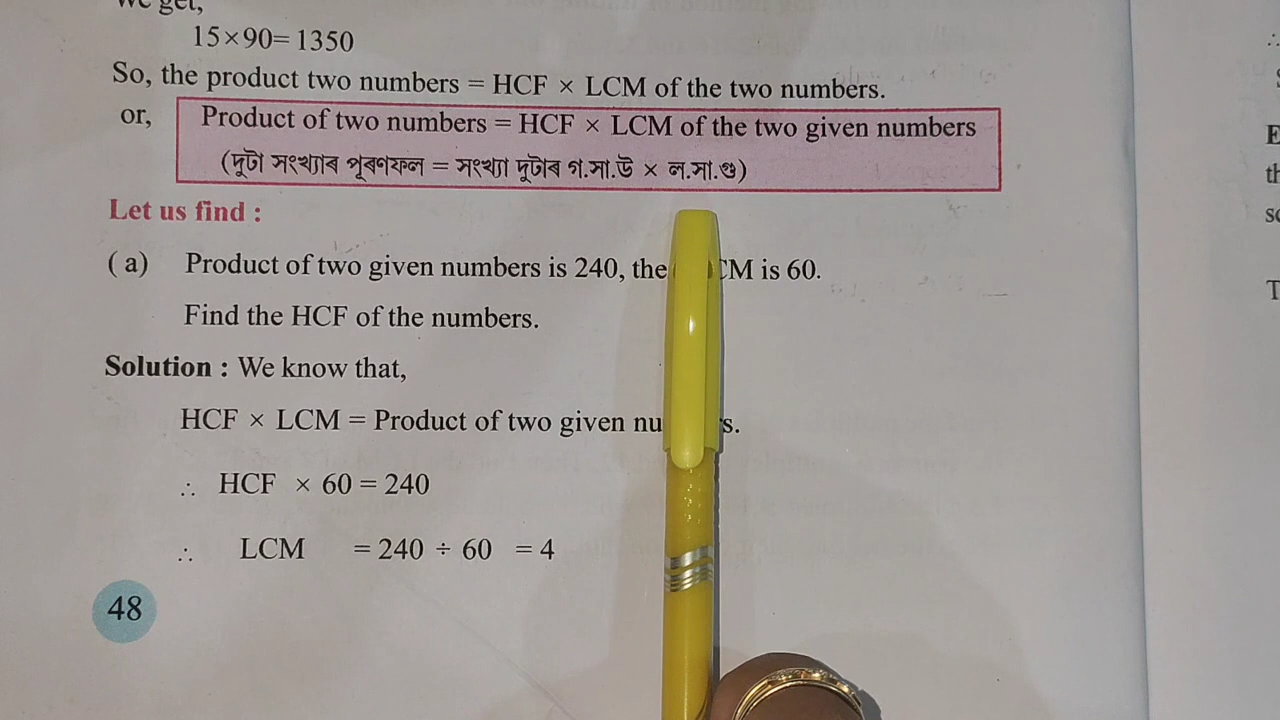 We get,
15×90= 1350
So, the product two numbers = HCF × LCM of the two numbers.
or, Product of two numbers = HCF × LCM of the two given numbers
(দুটা সংখ্যাৰ পূৰণফল = সংখ্যা দুটাৰ গ.সা.উ × ল.সা.গু)
Let us find :
(a) Product of two given numbers is 240, the CM is 60.
Find the HCF of the numbers.
Solution : We know that,
HCF × LCM = Product of two given nu s.
∴ HCF × 60 = 240
∴ LCM = 240 ÷ 60 = 4
48